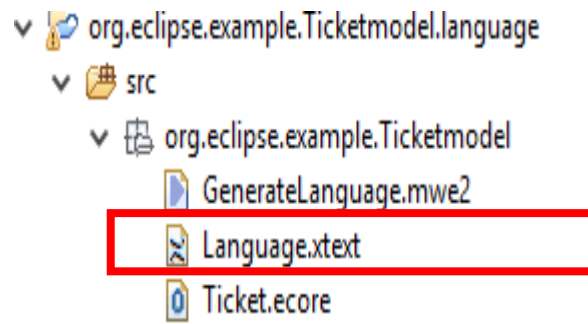 org.eclipse.example.Ticketmodel.language
src
org.eclipse.example.Ticketmodel
GenerateLanguage.mwe2
Language.xtext
Ticket.ecore